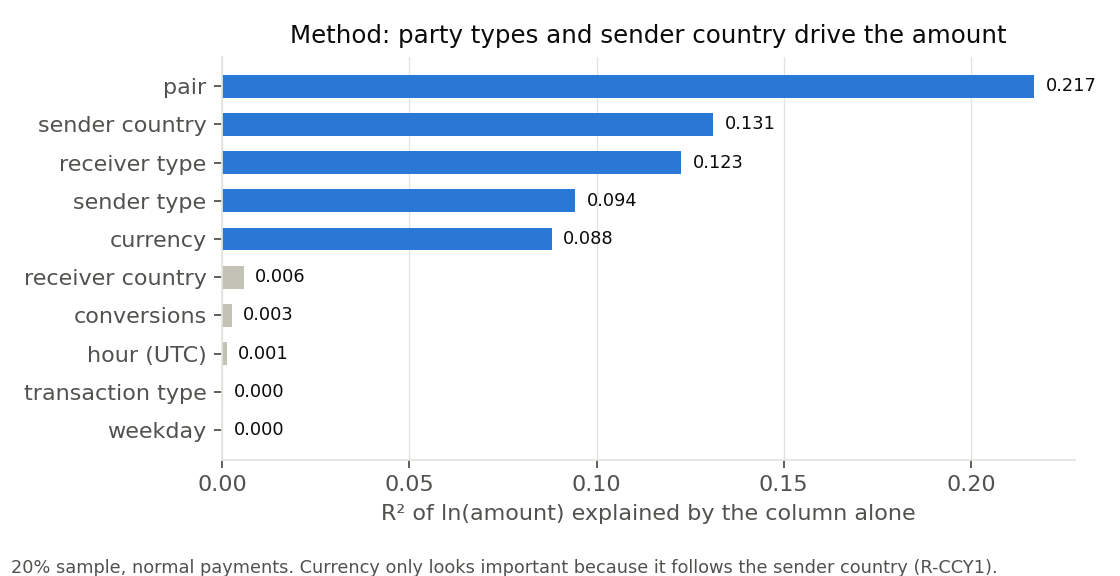 Method: party types and sender country drive the amount
pair 0.217
sender country 0.131
receiver type 0.123
sender type 0.094
currency 0.088
receiver country 0.006
conversions 0.003
hour (UTC) 0.001
transaction type 0.000
weekday 0.000
0.00 0.05 0.10 0.15 0.20
R² of ln(amount) explained by the column alone
20% sample, normal payments. Currency only looks important because it follows the sender country (R-CCY1).